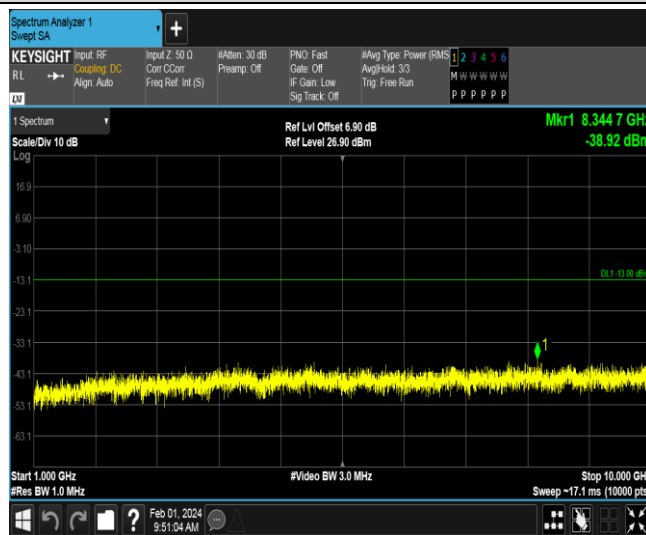 Spectrum Analyzer 1
Swept SA
+
KEYSIGHT Input: RF Input Z: 50 Ω #Atten: 30 dB PNO: Fast #Avg Type: Power (RMS 1 2 3 4 5 6
RL Coupling: DC Corr CCorr Preamp: Off Gate: Off Avg|Hold: 3/3 M W W W W W
Align: Auto Freq Ref: Int (S) IF Gain: Low Trig: Free Run
LXI Sig Track: Off P P P P P P
1 Spectrum Ref Lvl Offset 6.90 dB Mkr1 8.344 7 GHz
Scale/Div 10 dB Ref Level 26.90 dBm -38.92 dBm
Log
16.9
6.90
-3.10
DL1 -13.00 dBm
-13.1
-23.1
-33.1
1
-43.1
-53.1
-63.1
Start 1.000 GHz #Video BW 3.0 MHz Stop 10.000 GHz
#Res BW 1.0 MHz Sweep ~17.1 ms (10000 pts
? Feb 01, 2024
9:51:04 AM